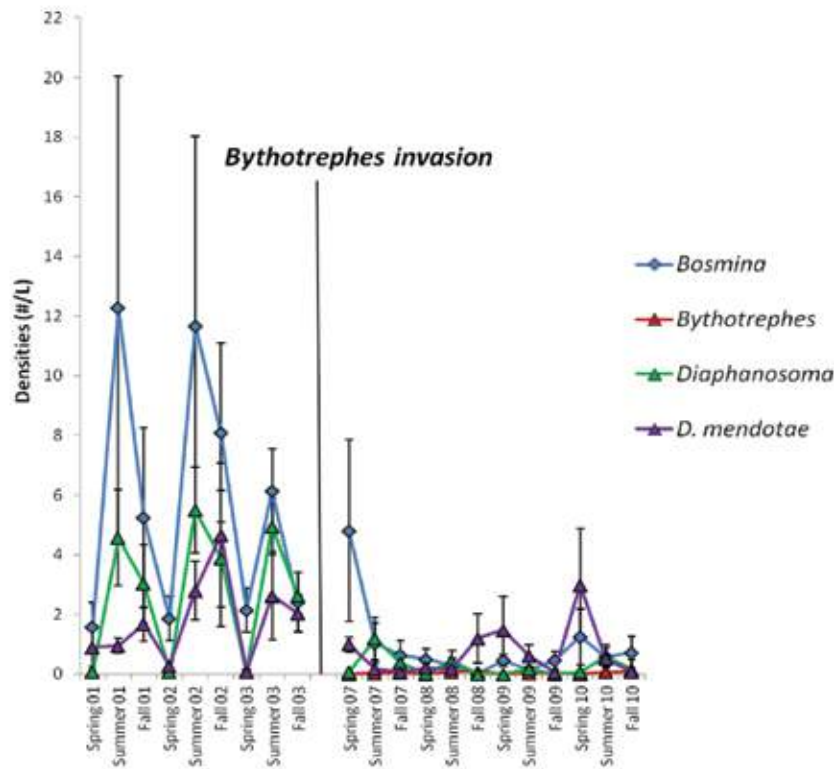 22
20
18
16
14
12
10
8
6
4
2
0
Densities (#/L)
Bythotrephes invasion
Bosmina
Bythotrephes
Diaphanosoma
D. mendotae
Spring 01
Summer 01
Fall 01
Spring 02
Summer 02
Fall 02
Spring 03
Summer 03
Fall 03
Spring 07
Summer 07
Fall 07
Spring 08
Summer 08
Fall 08
Spring 09
Summer 09
Fall 09
Spring 10
Summer 10
Fall 10